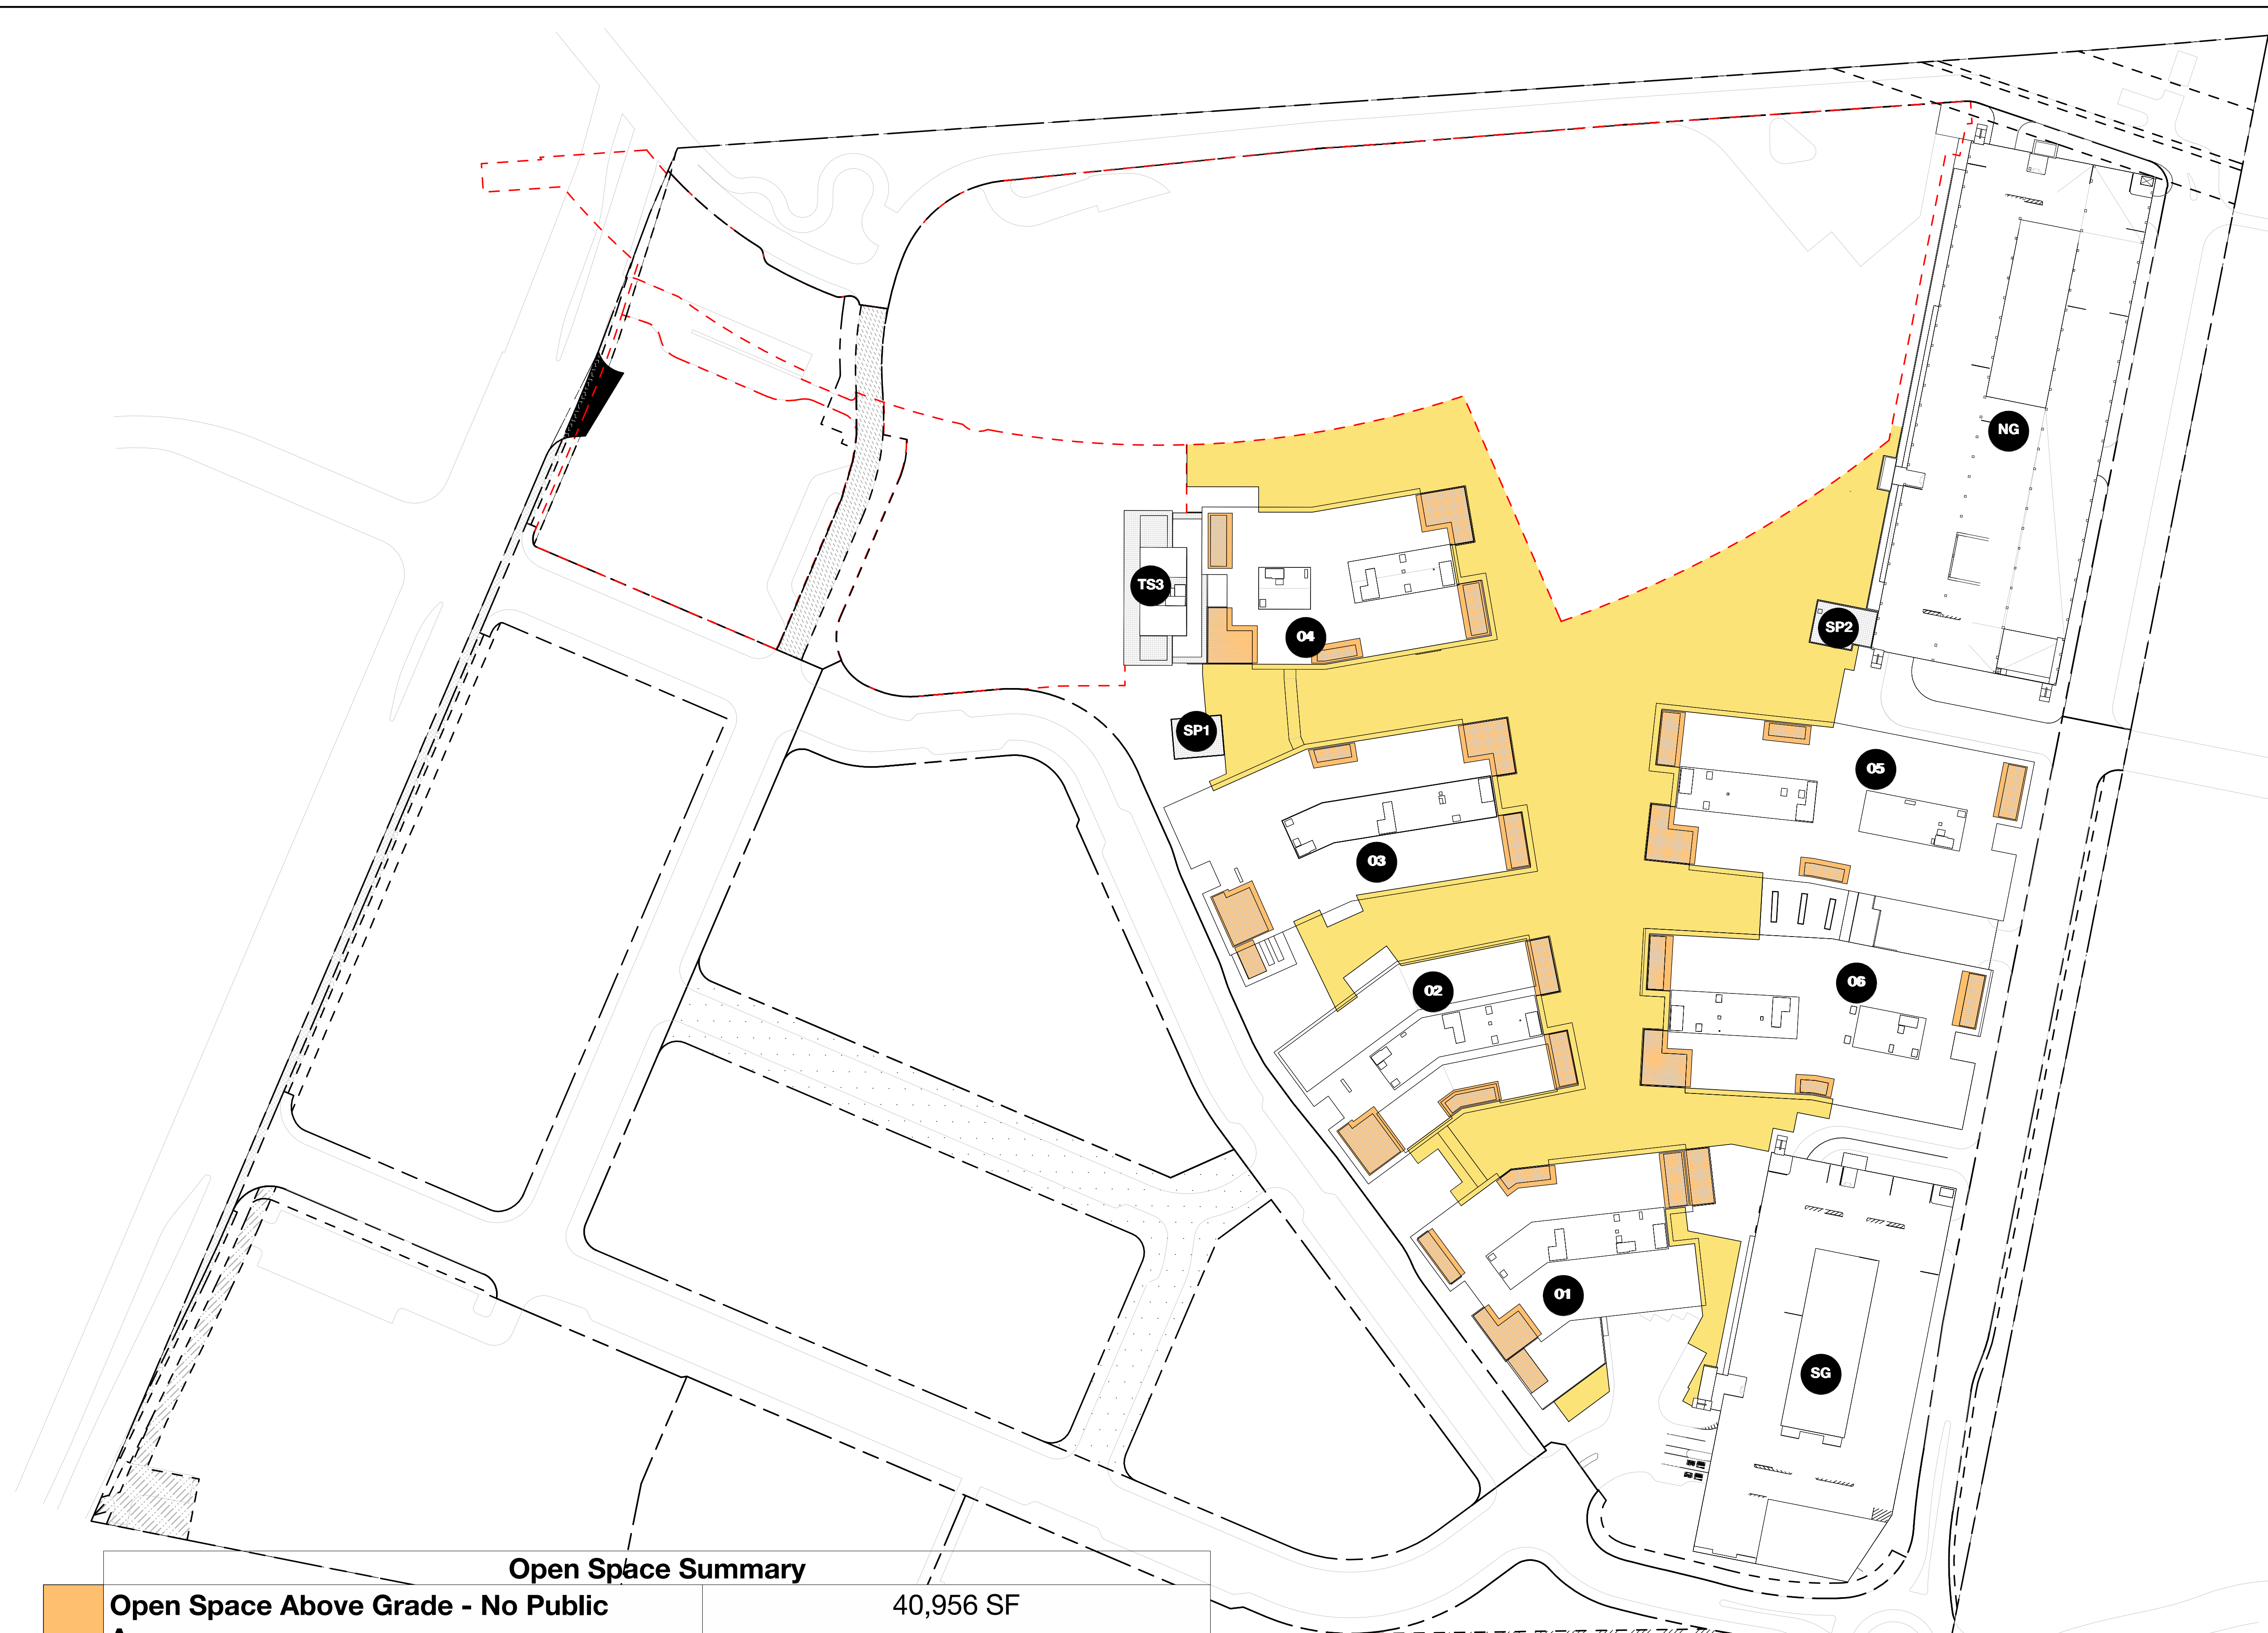 NG
TS3
04
SP2
SP1
05
03
06
02
01
SG
Open Space Summary
Open Space Above Grade - No Public
40,956 SF